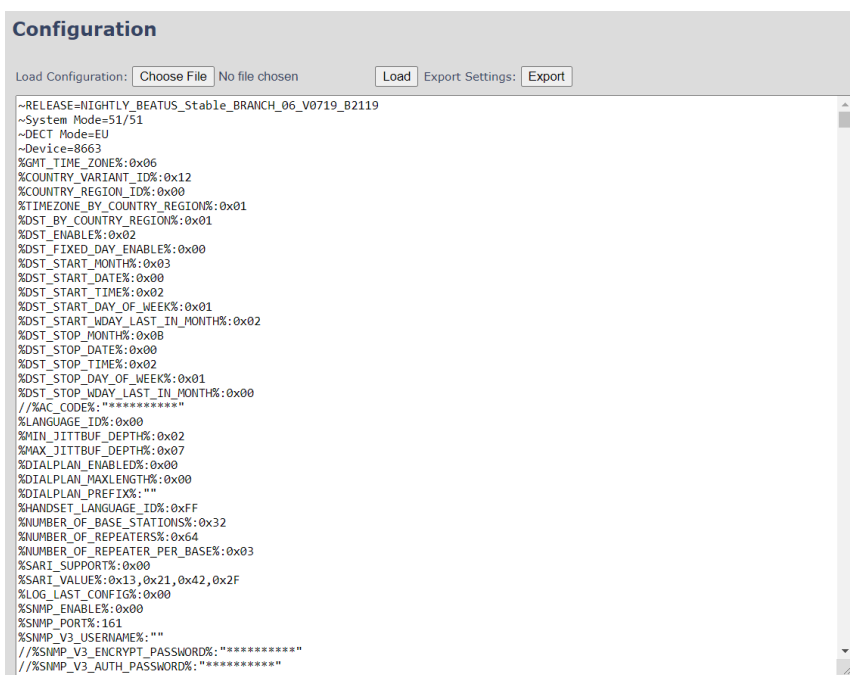 Configuration
Load Configuration: Choose File No file chosen Load Export Settings: Export
~RELEASE=NIGHTLY_BEATUS_Stable_BRANCH_06_V0719_B2119
~System Mode=51/51
~DECT Mode=EU
~Device=8663
%GMT_TIME_ZONE%:0x06
%COUNTRY_VARIANT_ID%:0x12
%COUNTRY_REGION_ID%:0x00
%TIMEZONE_BY_COUNTRY_REGION%:0x01
%DST_BY_COUNTRY_REGION%:0x01
%DST_ENABLE%:0x02
%DST_FIXED_DAY_ENABLE%:0x00
%DST_START_MONTH%:0x03
%DST_START_DATE%:0x00
%DST_START_TIME%:0x02
%DST_START_DAY_OF_WEEK%:0x01
%DST_START_WDAY_LAST_IN_MONTH%:0x02
%DST_STOP_MONTH%:0x0B
%DST_STOP_DATE%:0x00
%DST_STOP_TIME%:0x02
%DST_STOP_DAY_OF_WEEK%:0x01
%DST_STOP_WDAY_LAST_IN_MONTH%:0x00
//%AC_CODE%:"**********"
%LANGUAGE_ID%:0x00
%MIN_JITTBUF_DEPTH%:0x02
%MAX_JITTBUF_DEPTH%:0x07
%DIALPLAN_ENABLED%:0x00
%DIALPLAN_MAXLENGTH%:0x00
%DIALPLAN_PREFIX%:""
%HANDSET_LANGUAGE_ID%:0xFF
%NUMBER_OF_BASE_STATIONS%:0x32
%NUMBER_OF_REPEATERS%:0x64
%NUMBER_OF_REPEATER_PER_BASE%:0x03
%SARI_SUPPORT%:0x00
%SARI_VALUE%:0x13,0x21,0x42,0x2F
%LOG_LAST_CONFIG%:0x00
%SNMP_ENABLE%:0x00
%SNMP_PORT%:161
%SNMP_V3_USERNAME%:""
//%SNMP_V3_ENCRYPT_PASSWORD%:"**********"
//%SNMP_V3_AUTH_PASSWORD%:"**********"